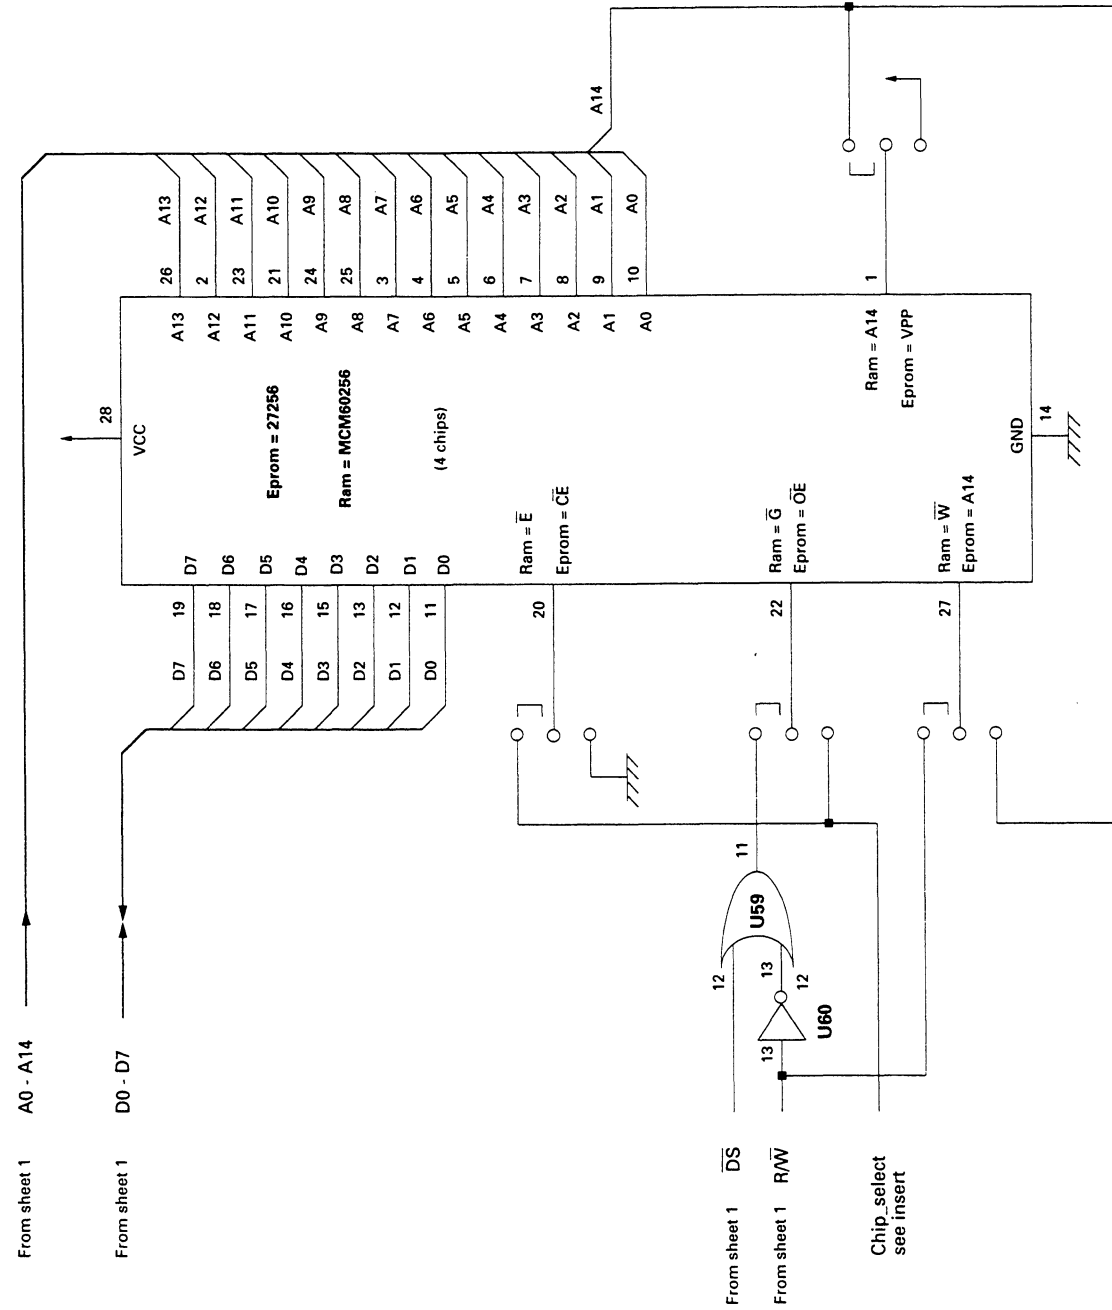 From sheet 1 A0 - A14
From sheet 1 D0 - D7
From sheet 1 D̅S̅
From sheet 1 R/W̅
Chip_select
see insert
13
U60
12
12
13
U59
11
D7 19 D7
D6 18 D6
D5 17 D5
D4 16 D4
D3 15 D3
D2 13 D2
D1 12 D1
D0 11 D0
20
Ram = E̅
Eprom = C̅E̅
22
Ram = G̅
Eprom = O̅E̅
27
Ram = W̅
Eprom = A14
VCC
28
Eprom = 27256
Ram = MCM60256
(4 chips)
GND
14
A13 26 A13
A12 2 A12
A11 23 A11
A10 21 A10
A9 24 A9
A8 25 A8
A7 3 A7
A6 4 A6
A5 5 A5
A4 6 A4
A3 7 A3
A2 8 A2
A1 9 A1
A0 10 A0
Ram = A14
Eprom = VPP
1
A14